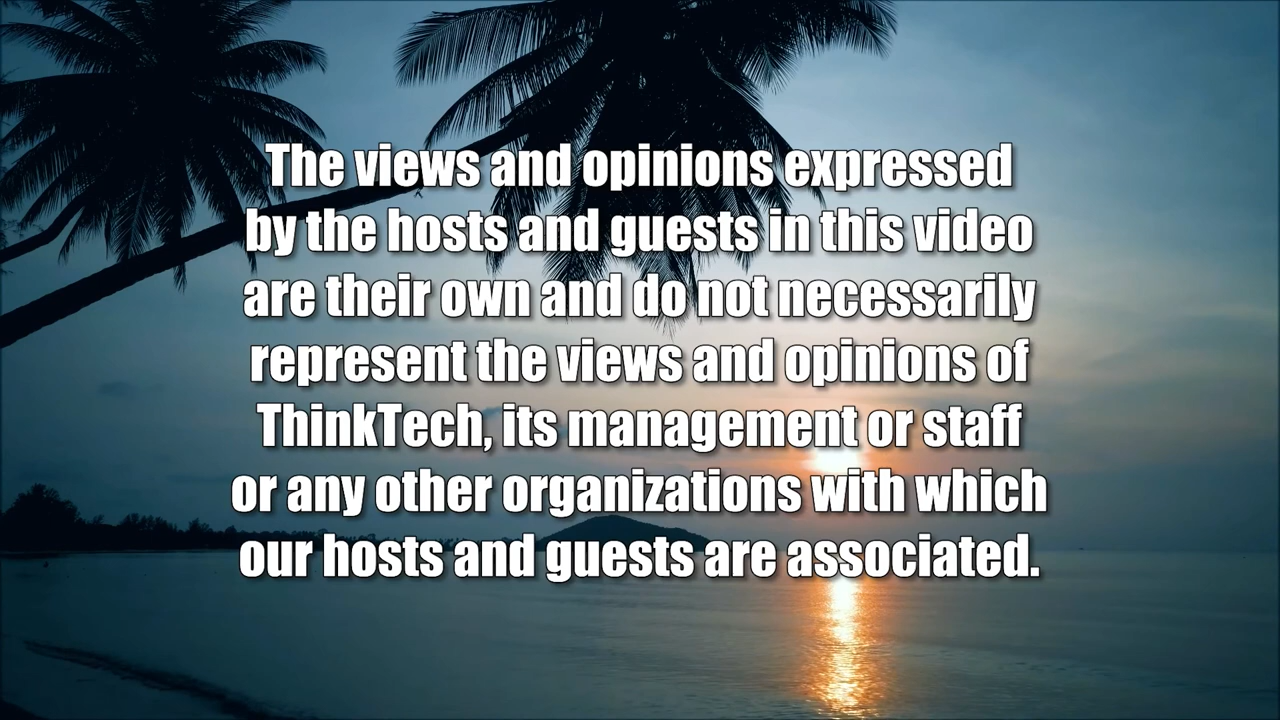 The views and opinions expressed
by the hosts and guests in this video
are their own and do not necessarily
represent the views and opinions of
ThinkTech, its management or staff
or any other organizations with which
our hosts and guests are associated.